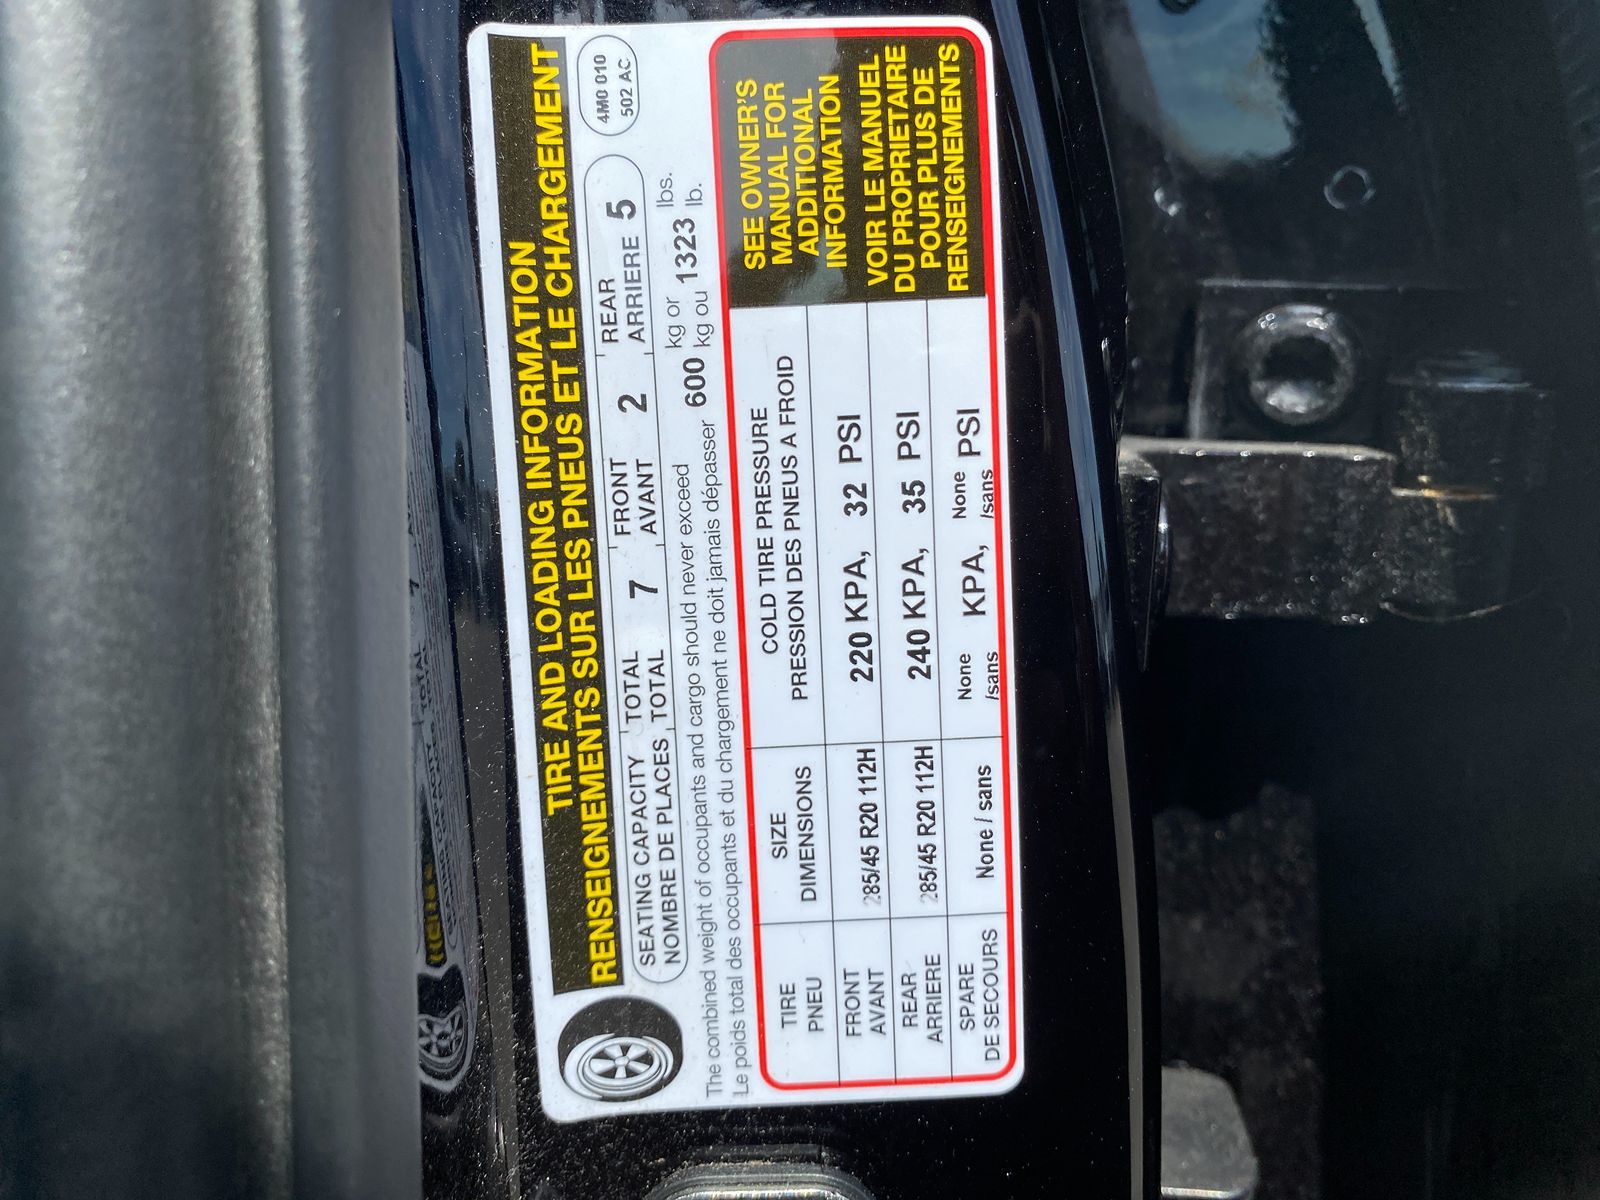 TIRE AND LOADING INFORMATION
RENSEIGNEMENTS SUR LES PNEUS ET LE CHARGEMENT
4M0 010
502 AC
SEATING CAPACITY TOTAL 7 FRONT 2 REAR 5
NOMBRE DE PLACES TOTAL AVANT ARRIERE
The combined weight of occupants and cargo should never exceed 600 kg or 1323 lbs.
Le poids total des occupants et du chargement ne doit jamais dépasser kg ou lb.
TIRE SIZE COLD TIRE PRESSURE
PNEU DIMENSIONS PRESSION DES PNEUS A FROID
FRONT 285/45 R20 112H 220 KPA, 32 PSI
AVANT
REAR 285/45 R20 112H 240 KPA, 35 PSI
ARRIERE
SPARE None / sans None KPA, None PSI
DE SECOURS /sans /sans
SEE OWNER'S
MANUAL FOR
ADDITIONAL
INFORMATION
VOIR LE MANUEL
DU PROPRIETAIRE
POUR PLUS DE
RENSEIGNEMENTS